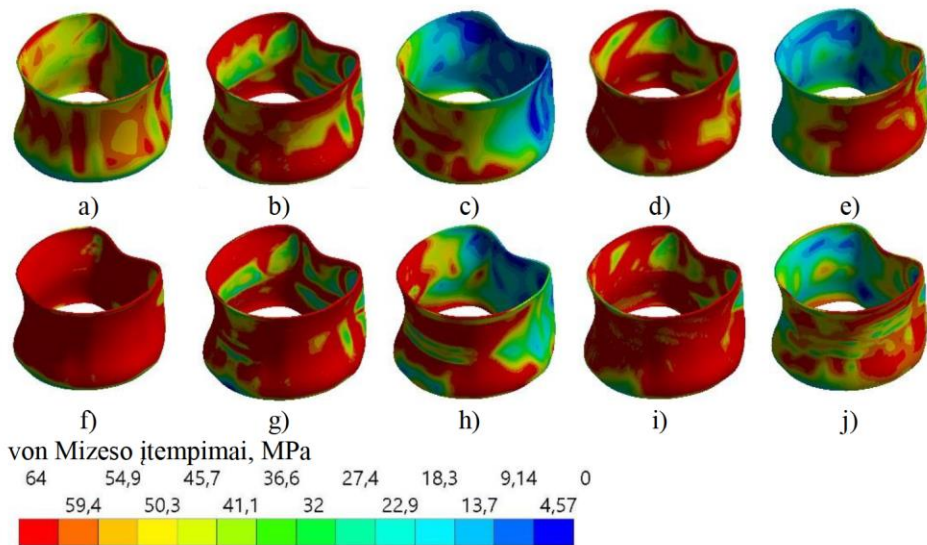 a) b) c) d) e)
f) g) h) i) j)
von Mizeso įtempimai, MPa
64 54,9 45,7 36,6 27,4 18,3 9,14 0
59,4 50,3 41,1 32 22,9 13,7 4,57